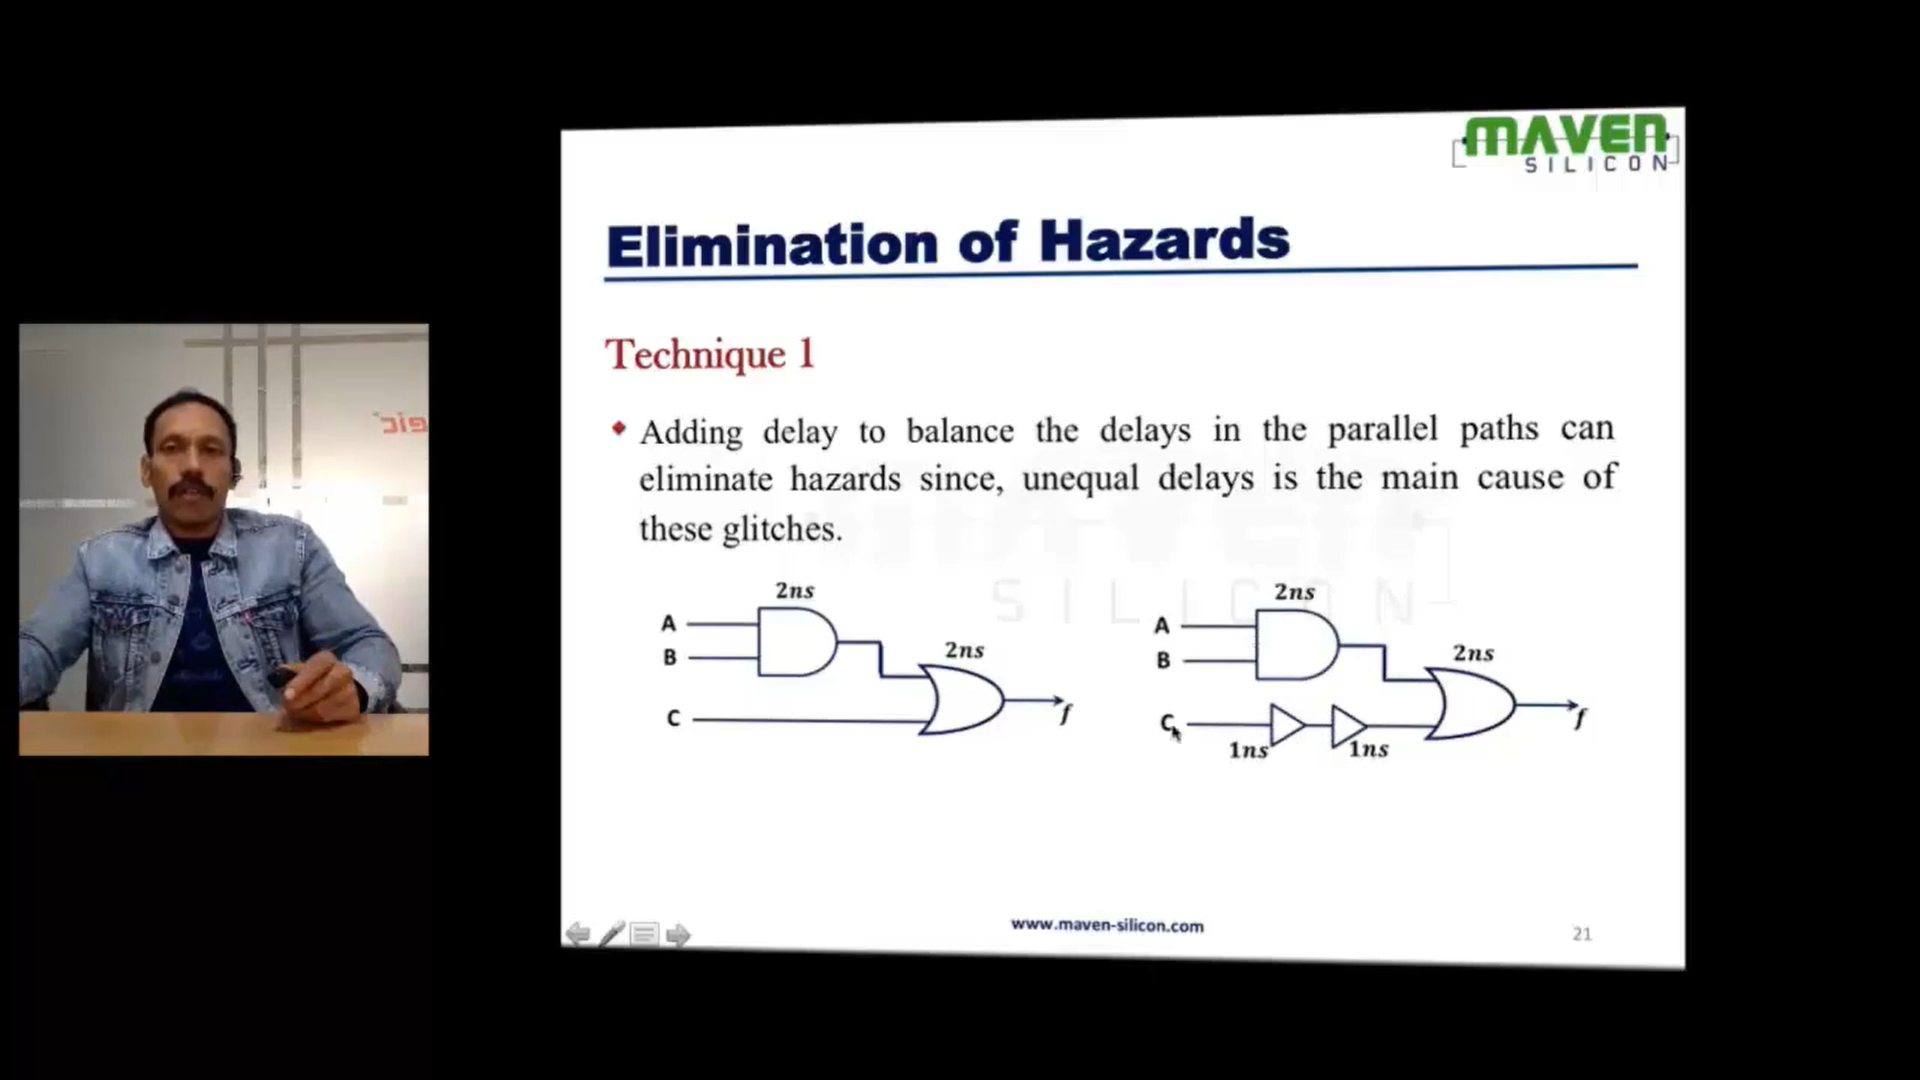 MAVEN
SILICON
Elimination of Hazards
Technique 1
Adding delay to balance the delays in the parallel paths can
eliminate hazards since, unequal delays is the main cause of
these glitches.
SILICON
2ns
A
B
2ns
C
f
2ns
A
B
2ns
C
1ns
1ns
f
www.maven-silicon.com
21